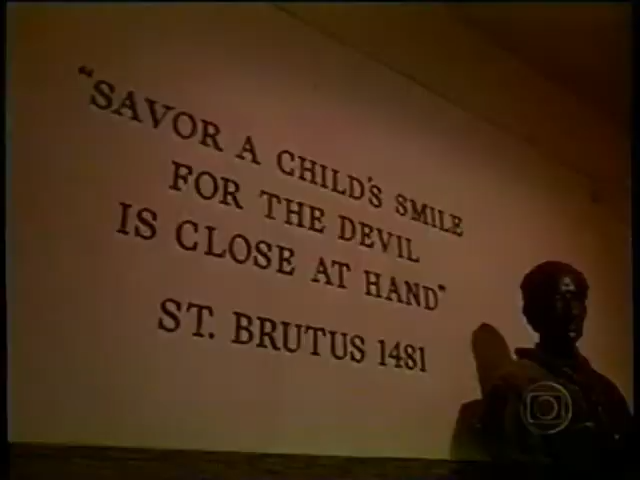 "SAVOR A CHILD'S SMILE
FOR THE DEVIL
IS CLOSE AT HAND"
ST. BRUTUS 1481